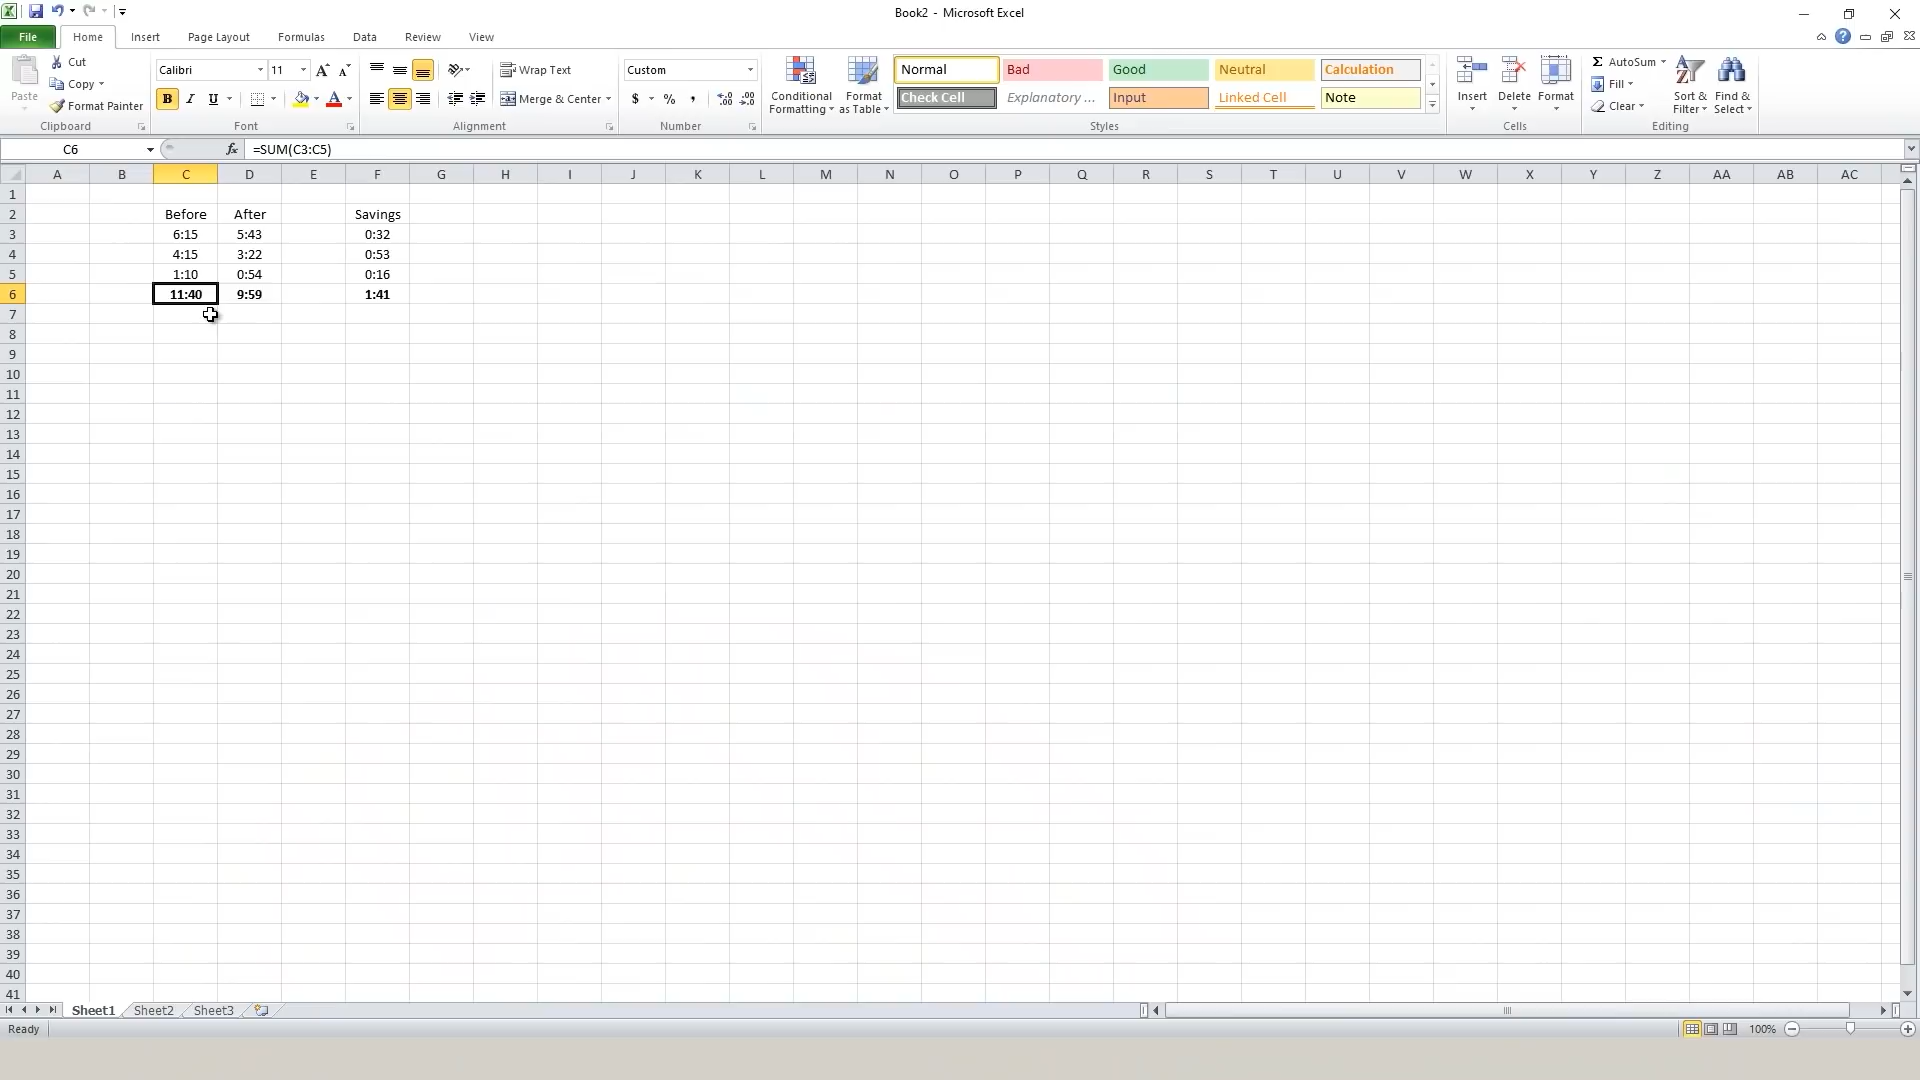 Book2 - Microsoft Excel
File Home Insert Page Layout Formulas Data Review View
Paste
Cut
Copy
Format Painter
Clipboard
Calibri 11 A A
B I U A
Font
Wrap Text
Merge & Center
Alignment
Custom
$ % , .0 .00 .00 .0
Number
Conditional Formatting
Format as Table
Normal Bad Good Neutral Calculation
Check Cell Explanatory ... Input Linked Cell Note
Styles
Insert Delete Format
Cells
Σ AutoSum
Fill
Clear
Sort & Filter
Find & Select
Editing
C6 fx =SUM(C3:C5)
A B C D E F G H I J K L M N O P Q R S T U V W X Y Z AA AB AC
1
2 Before After Savings
3 6:15 5:43 0:32
4 4:15 3:22 0:53
5 1:10 0:54 0:16
6 11:40 9:59 1:41
7
8
9
10
11
12
13
14
15
16
17
18
19
20
21
22
23
24
25
26
27
28
29
30
31
32
33
34
35
36
37
38
39
40
41
Sheet1 Sheet2 Sheet3
Ready 100%